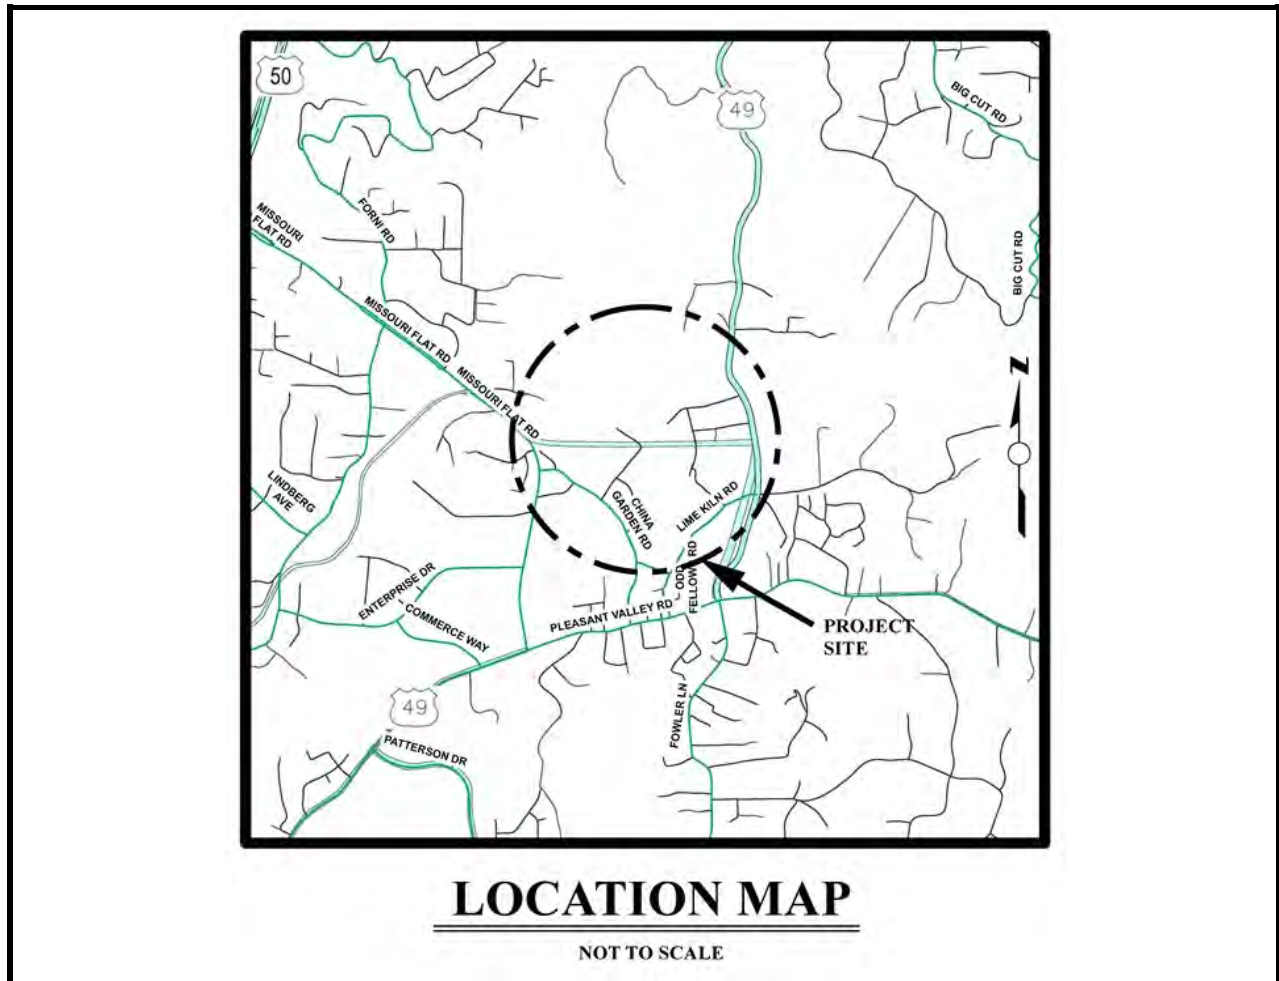 50
49
BIG CUT RD
MISSOURI
FLAT RD
FORNI RD
BIG CUT RD
MISSOURI FLAT RD
MISSOURI FLAT RD
N
LINDBERG
AVE
CHINA
GARDEN RD
LIME KILN RD
ODD
FELLOWS RD
ENTERPRISE DR
COMMERCE WAY
PLEASANT VALLEY RD
PROJECT
SITE
49
FOWLER LN
PATTERSON DR
LOCATION MAP
NOT TO SCALE